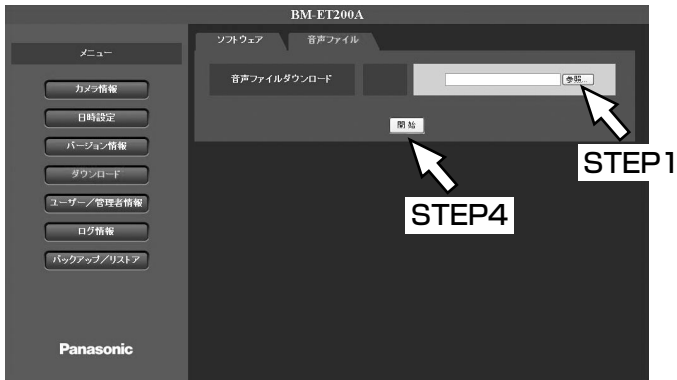 BM-ET200A
メニュー
カメラ情報
日時設定
バージョン情報
ダウンロード
ユーザー／管理者情報
ログ情報
バックアップ／リストア
Panasonic
ソフトウェア 音声ファイル
音声ファイルダウンロード
参照...
開始
STEP1
STEP4